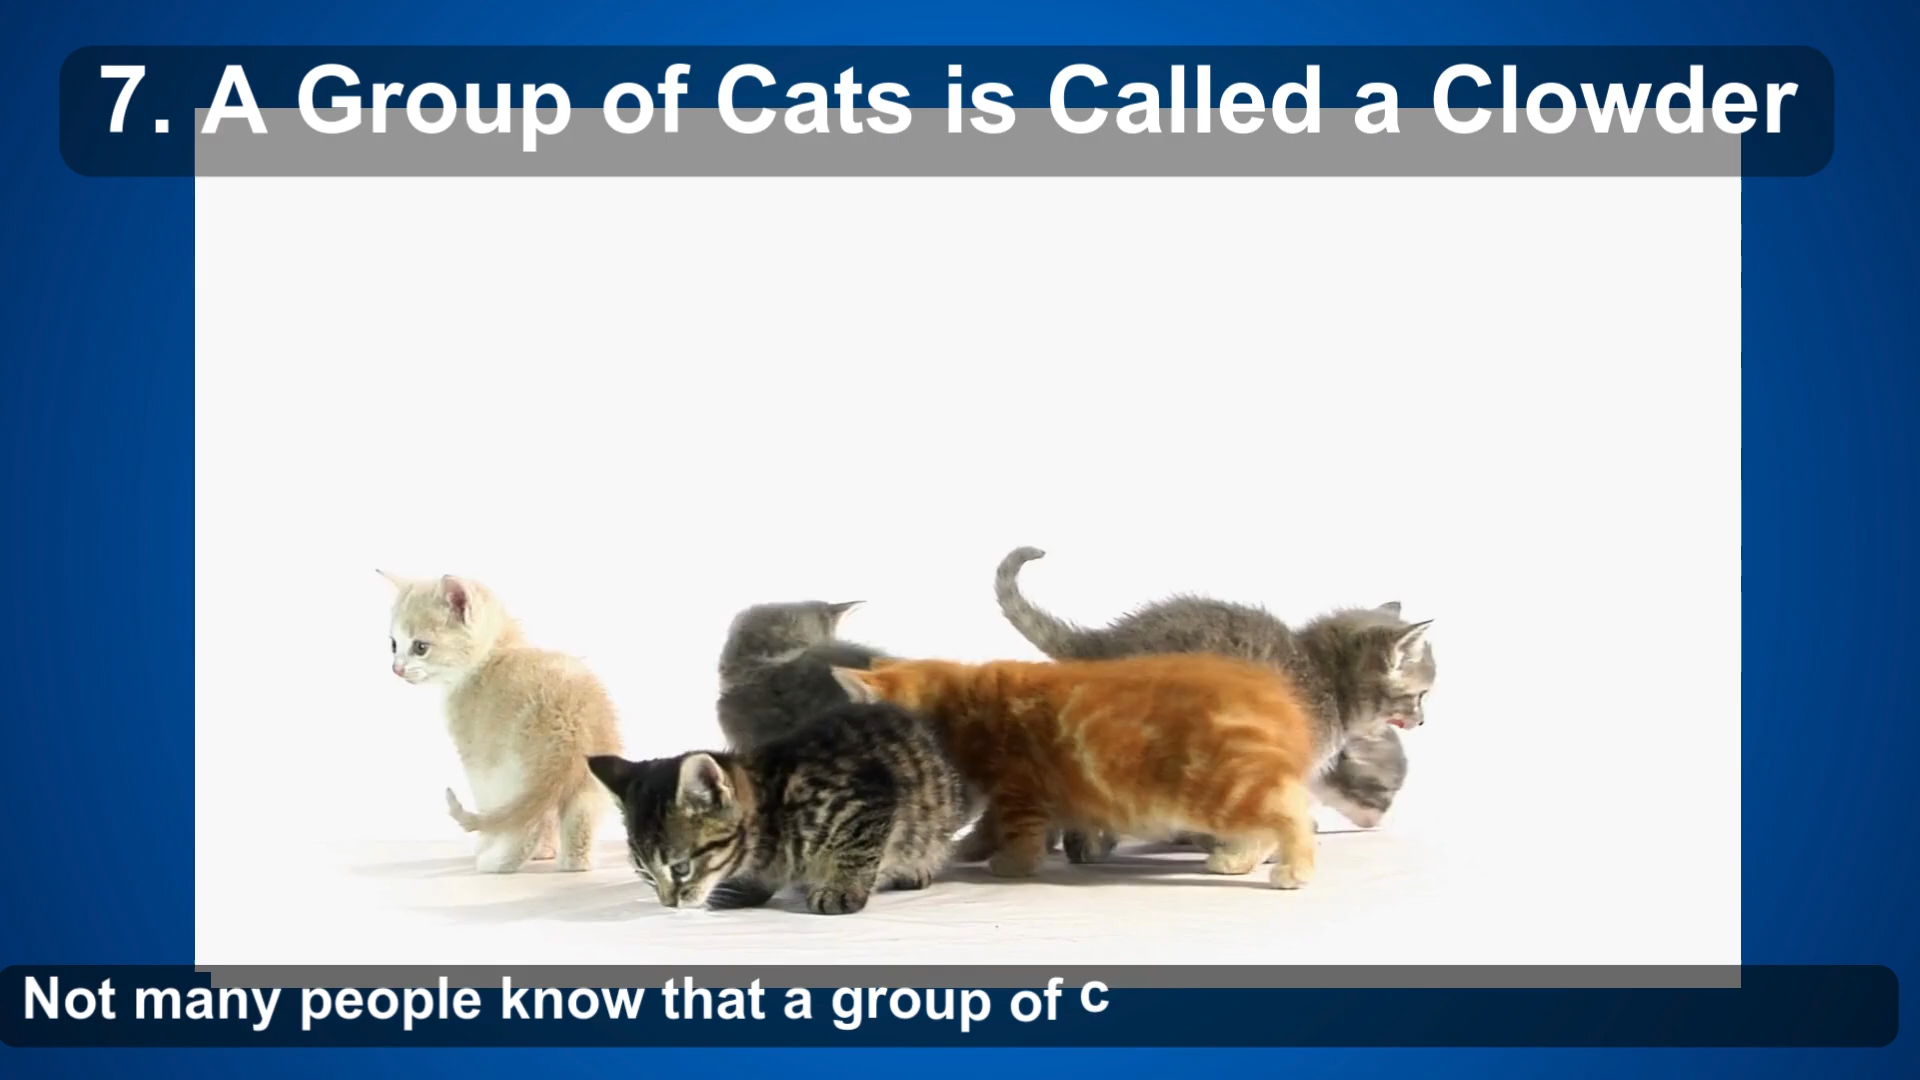 7. A Group of Cats is Called a Clowder
Not many people know that a group of c